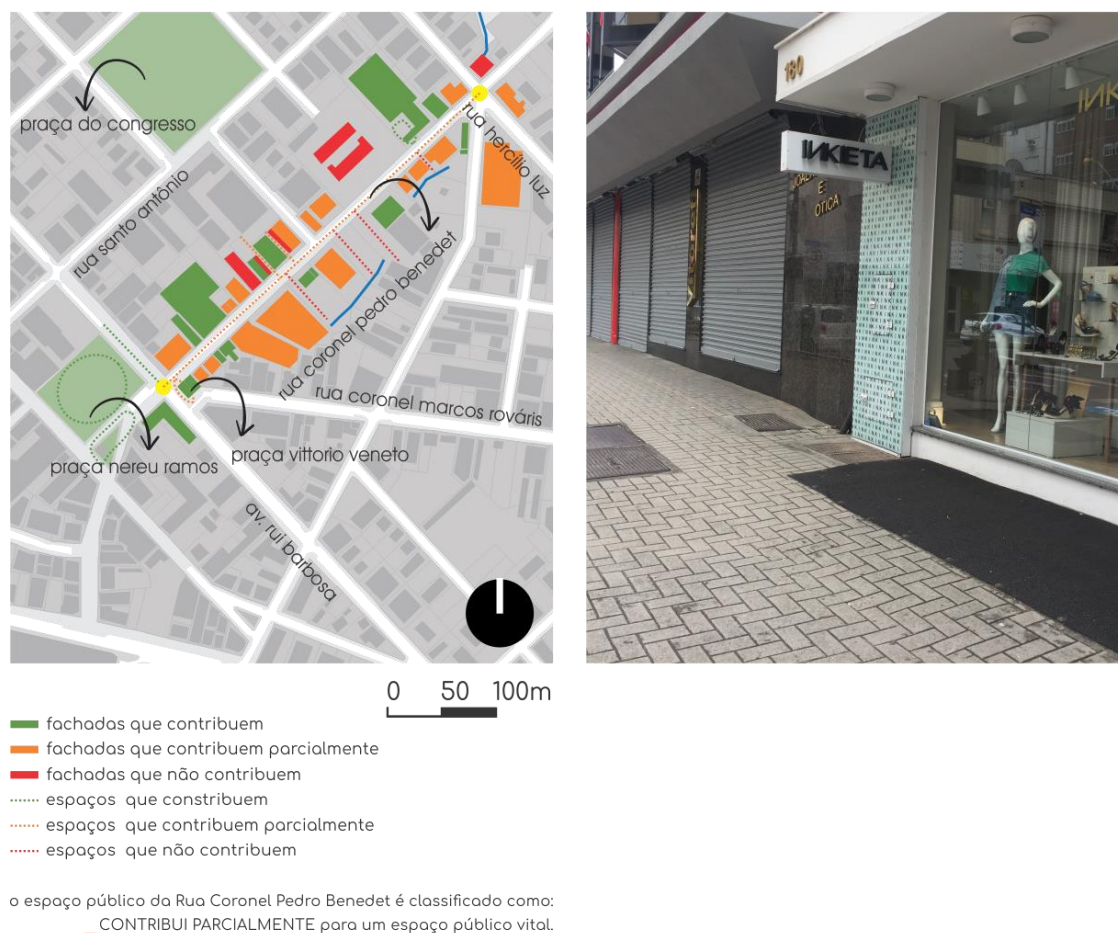 praça do congresso
rua santo antônio
rua hercílio luz
rua coronel pedro benedet
rua coronel marcos rováris
praça nereu ramos
praça vittorio veneto
av. rui barbosa
0 50 100m
fachadas que contribuem
fachadas que contribuem parcialmente
fachadas que não contribuem
espaços que constribuem
espaços que contribuem parcialmente
espaços que não contribuem
o espaço público da Rua Coronel Pedro Benedet é classificado como:
CONTRIBUI PARCIALMENTE para um espaço público vital.
160
INKIETA
E
ÓTICA